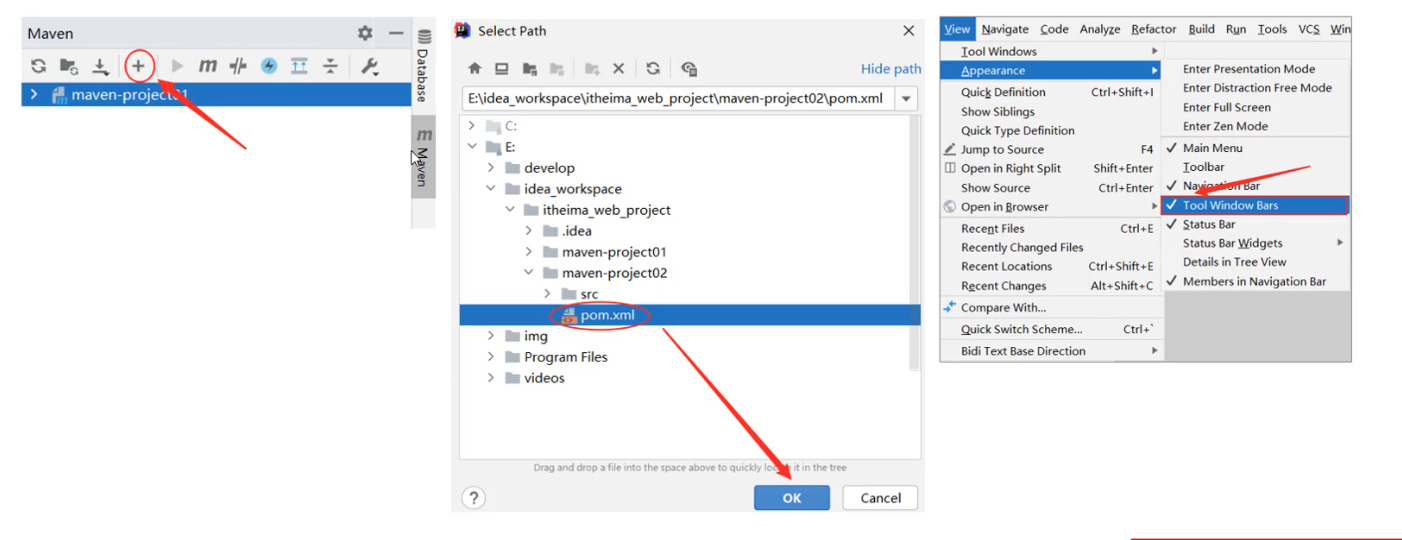 Maven
maven-project01
Database
m Maven
Select Path
Hide path
E:\idea_workspace\itheima_web_project\maven-project02\pom.xml
C:
E:
develop
idea_workspace
itheima_web_project
.idea
maven-project01
maven-project02
src
pom.xml
img
Program Files
videos
Drag and drop a file into the space above to quickly locate it in the tree
?
OK
Cancel
View Navigate Code Analyze Refactor Build Run Tools VCS Win
Tool Windows
Appearance
Quick Definition Ctrl+Shift+I
Show Siblings
Quick Type Definition
Jump to Source F4
Open in Right Split Shift+Enter
Show Source Ctrl+Enter
Open in Browser
Recent Files Ctrl+E
Recently Changed Files
Recent Locations Ctrl+Shift+E
Recent Changes Alt+Shift+C
Compare With...
Quick Switch Scheme... Ctrl+`
Bidi Text Base Direction
Enter Presentation Mode
Enter Distraction Free Mode
Enter Full Screen
Enter Zen Mode
Main Menu
Toolbar
Navigation Bar
Tool Window Bars
Status Bar
Status Bar Widgets
Details in Tree View
Members in Navigation Bar